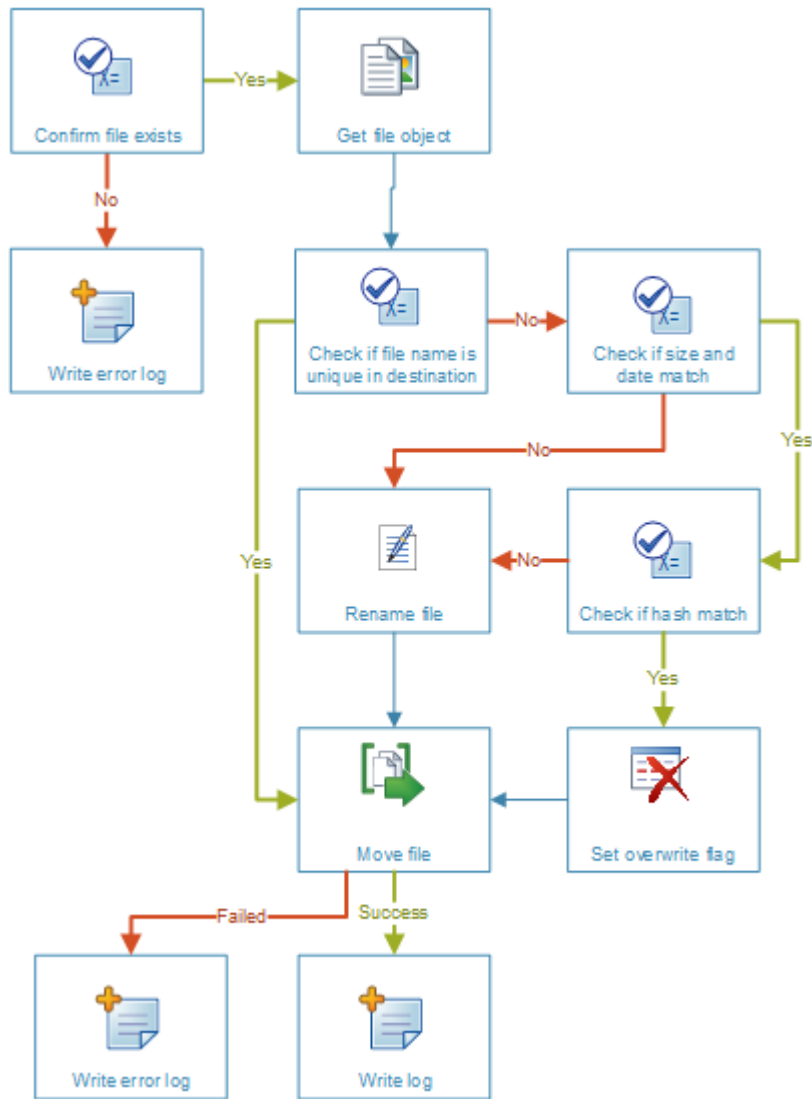 Yes
Confirm file exists
Get file object
No
Write error log
Check if file name is
unique in destination
No
Check if size and
date match
No
Yes
Yes
Rename file
No
Check if hash match
Yes
Move file
Set overwrite flag
Failed
Success
Write error log
Write log